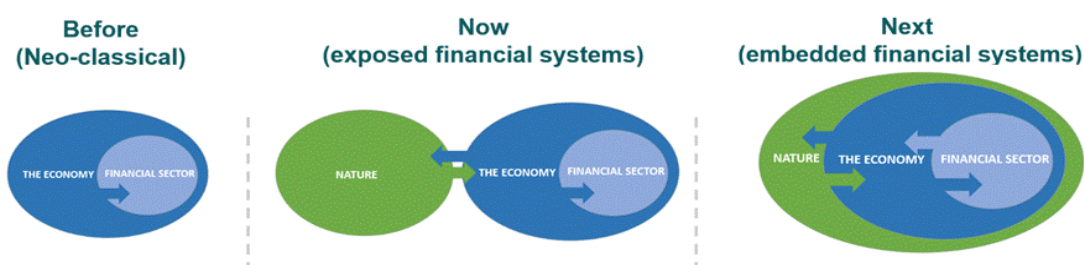 Before
(Neo-classical)
THE ECONOMY
FINANCIAL SECTOR
Now
(exposed financial systems)
NATURE
THE ECONOMY
FINANCIAL SECTOR
Next
(embedded financial systems)
NATURE
THE ECONOMY
FINANCIAL SECTOR